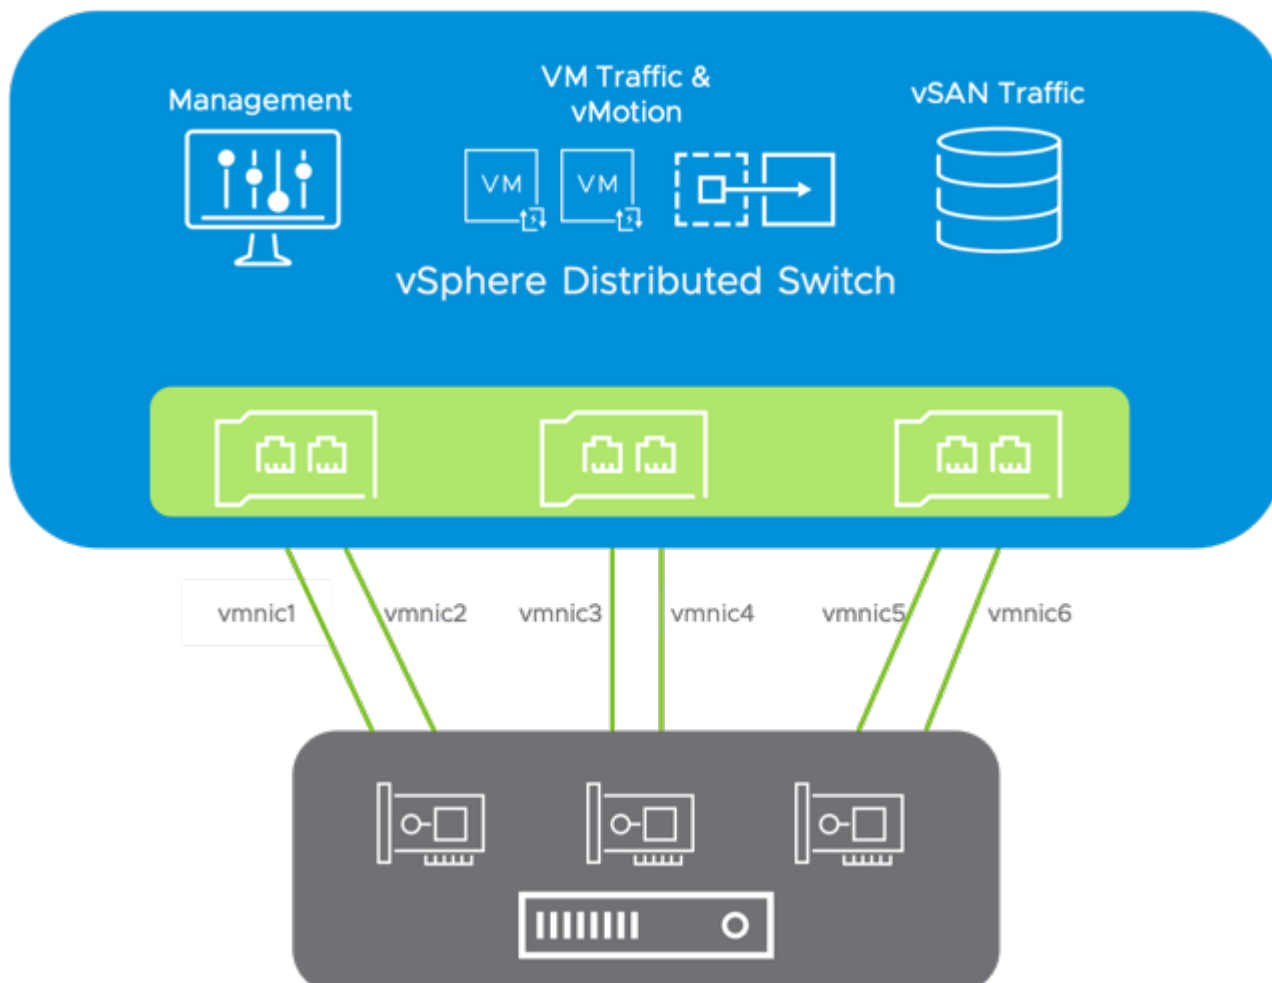 Management
VM Traffic &
vMotion
vSAN Traffic
VM
VM
vSphere Distributed Switch
vmnic1
vmnic2
vmnic3
vmnic4
vmnic5
vmnic6